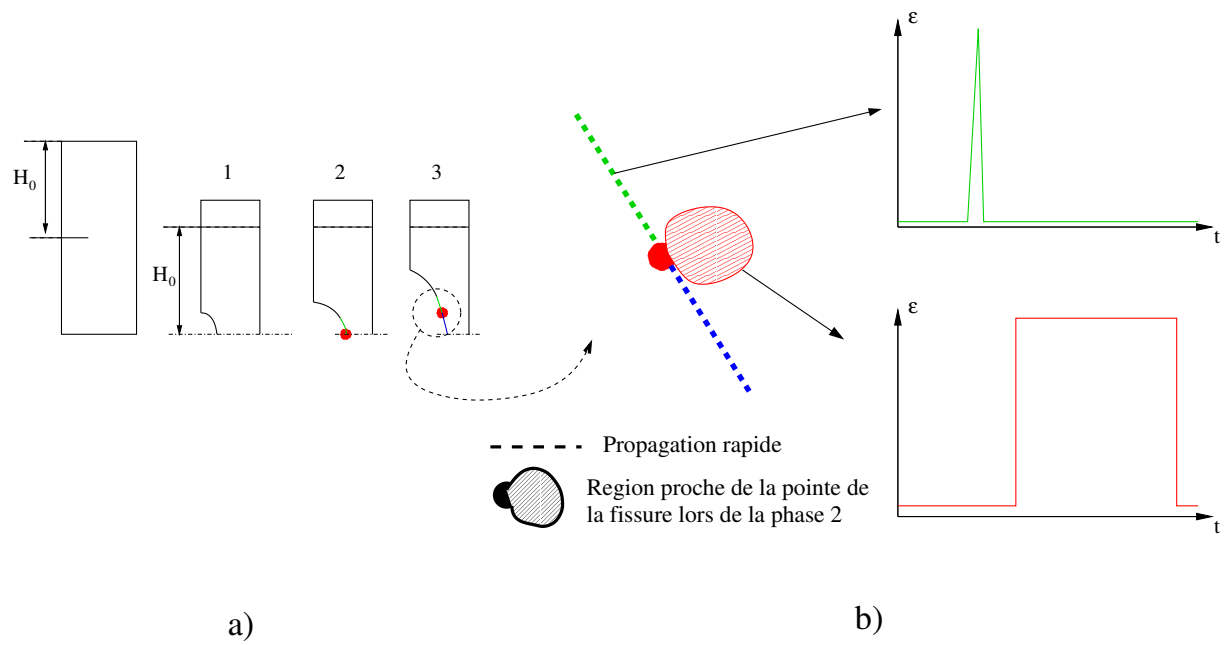 H₀
1
2
3
H₀
ε
t
ε
t
Propagation rapide
Region proche de la pointe de
la fissure lors de la phase 2
a)
b)